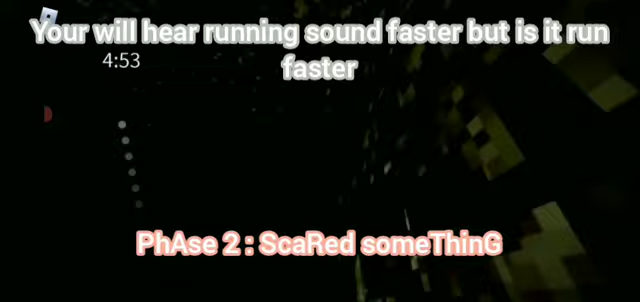 Your will hear running sound faster but is it run
faster
4:53
PhAse 2 : ScaRed someThinG